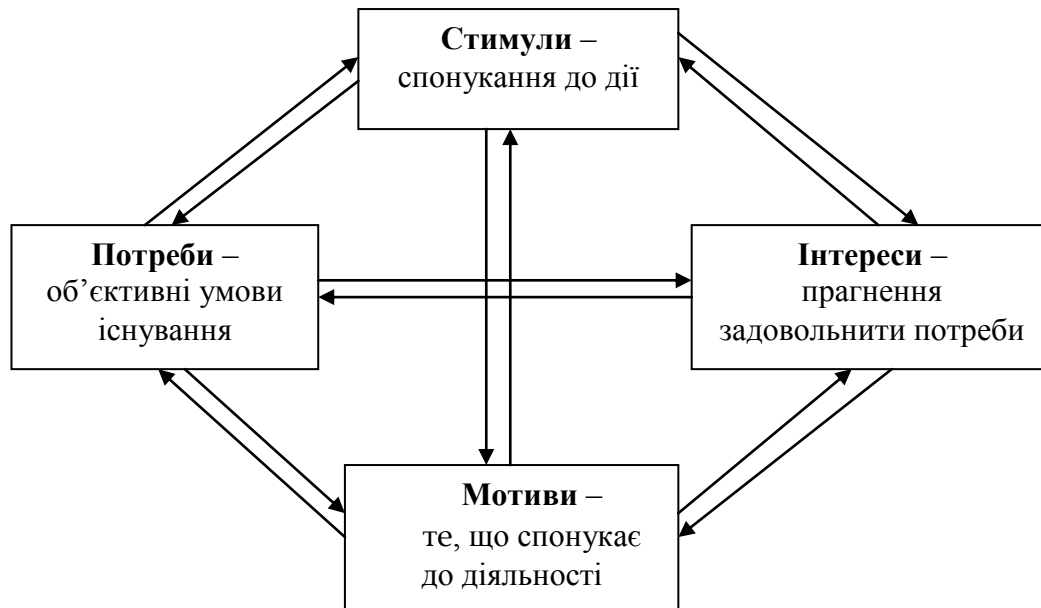 Стимули –
спонукання до дії
Потреби –
об’єктивні умови
існування
Інтереси –
прагнення
задовольнити потреби
Мотиви –
те, що спонукає
до діяльності